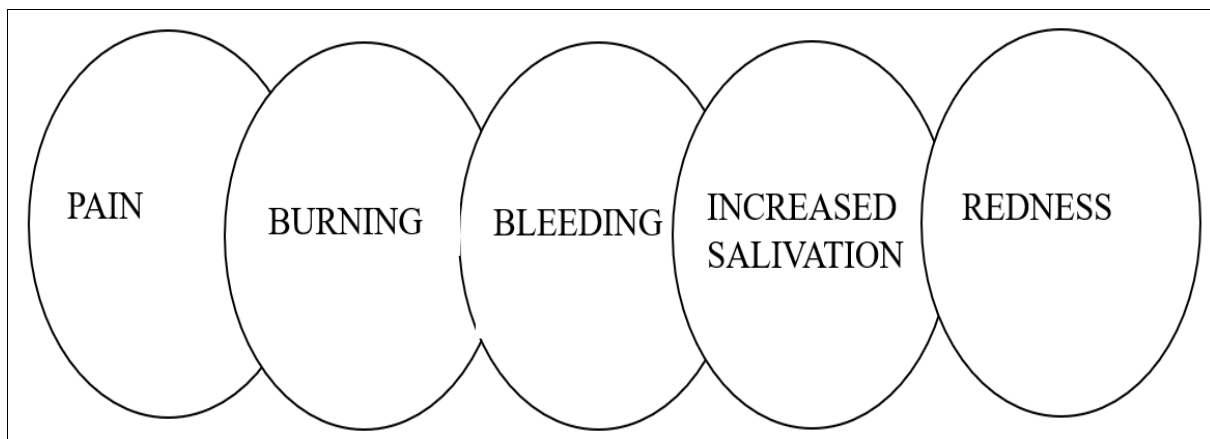 PAIN
BURNING
BLEEDING
INCREASED
SALIVATION
REDNESS